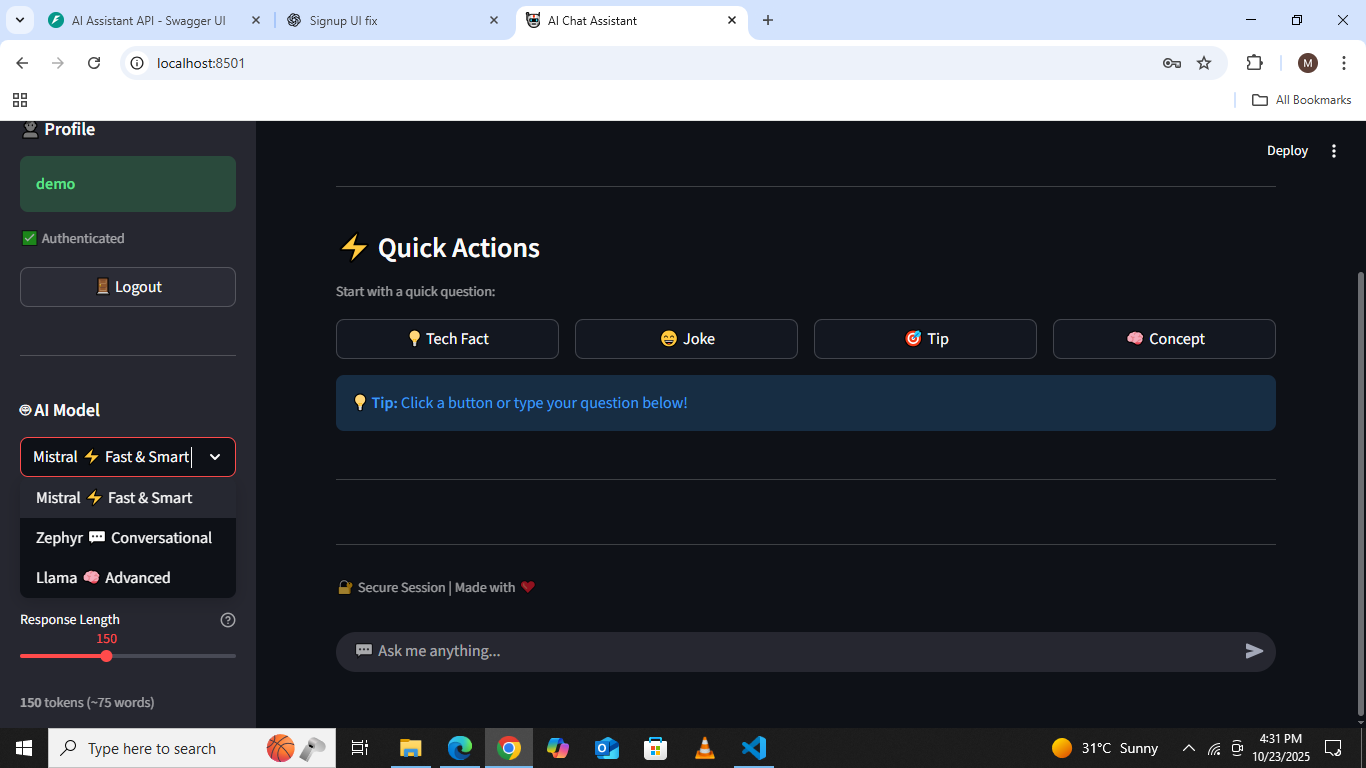 AI Assistant API - Swagger UI
Signup UI fix
AI Chat Assistant
localhost:8501
M
All Bookmarks
Profile
demo
Authenticated
Logout
AI Model
Mistral ⚡ Fast & Smart
Mistral ⚡ Fast & Smart
Zephyr 💬 Conversational
Llama 🧠 Advanced
Response Length
150
150 tokens (~75 words)
Deploy
⚡ Quick Actions
Start with a quick question:
💡 Tech Fact
😄 Joke
🎯 Tip
🧠 Concept
💡 Tip: Click a button or type your question below!
🔐 Secure Session | Made with ❤️
💬 Ask me anything...
Type here to search
31°C Sunny
4:31 PM
10/23/2025